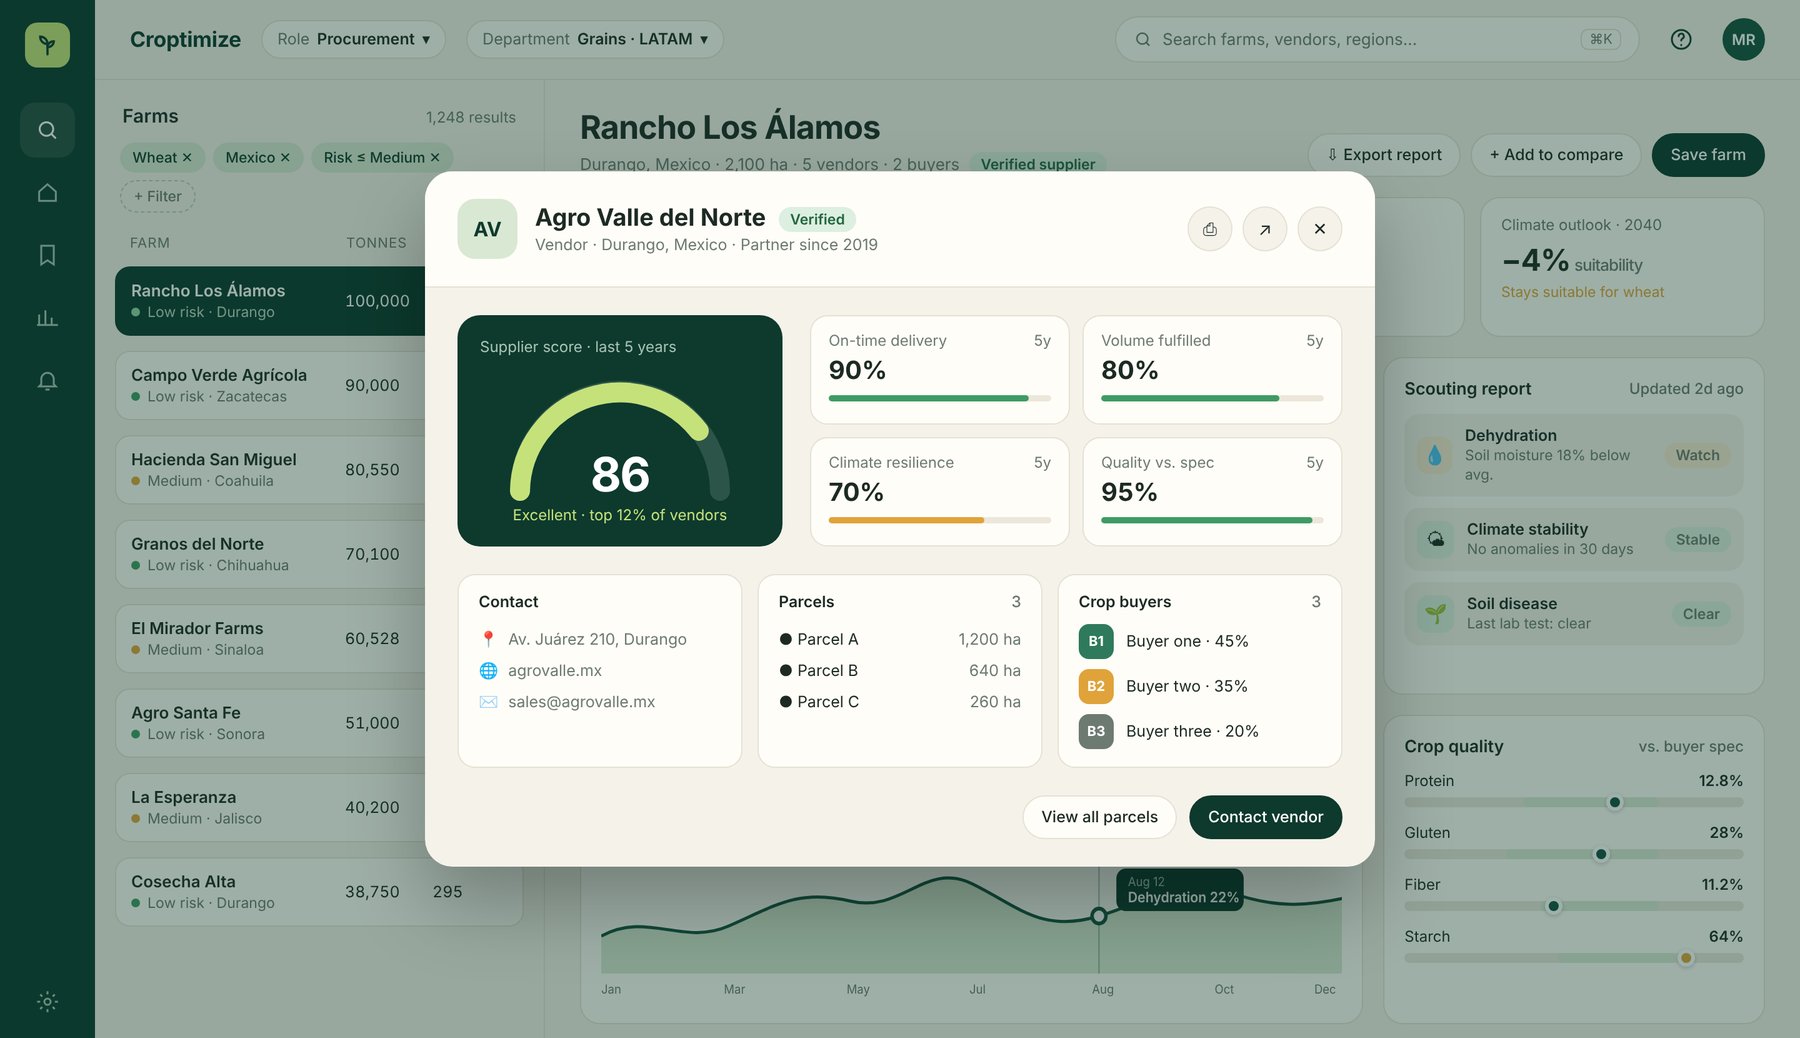 Croptimize
Role Procurement ▾
Department Grains · LATAM ▾
Search farms, vendors, regions...
⌘K
MR
Farms
1,248 results
Wheat ✕
Mexico ✕
Risk ≤ Medium ✕
+ Filter
FARM
TONNES
Rancho Los Álamos
Low risk · Durango
100,000
Campo Verde Agrícola
Low risk · Zacatecas
90,000
Hacienda San Miguel
Medium · Coahuila
80,550
Granos del Norte
Low risk · Chihuahua
70,100
El Mirador Farms
Medium · Sinaloa
60,528
Agro Santa Fe
Low risk · Sonora
51,000
La Esperanza
Medium · Jalisco
40,200
Cosecha Alta
Low risk · Durango
38,750
295
Rancho Los Álamos
Durango, Mexico · 2,100 ha · 5 vendors · 2 buyers
Verified supplier
⇩ Export report
+ Add to compare
Save farm
AV
Agro Valle del Norte
Verified
Vendor · Durango, Mexico · Partner since 2019
Supplier score · last 5 years
86
Excellent · top 12% of vendors
On-time delivery
5y
90%
Volume fulfilled
5y
80%
Climate resilience
5y
70%
Quality vs. spec
5y
95%
Contact
Av. Juárez 210, Durango
agrovalle.mx
sales@agrovalle.mx
Parcels
3
Parcel A
1,200 ha
Parcel B
640 ha
Parcel C
260 ha
Crop buyers
3
B1
Buyer one · 45%
B2
Buyer two · 35%
B3
Buyer three · 20%
View all parcels
Contact vendor
Climate outlook · 2040
−4% suitability
Stays suitable for wheat
Scouting report
Updated 2d ago
Dehydration
Soil moisture 18% below
avg.
Watch
Climate stability
No anomalies in 30 days
Stable
Soil disease
Last lab test: clear
Clear
Crop quality
vs. buyer spec
Protein
12.8%
Gluten
28%
Fiber
11.2%
Starch
64%
Aug 12
Dehydration 22%
Jan
Mar
May
Jul
Aug
Oct
Dec